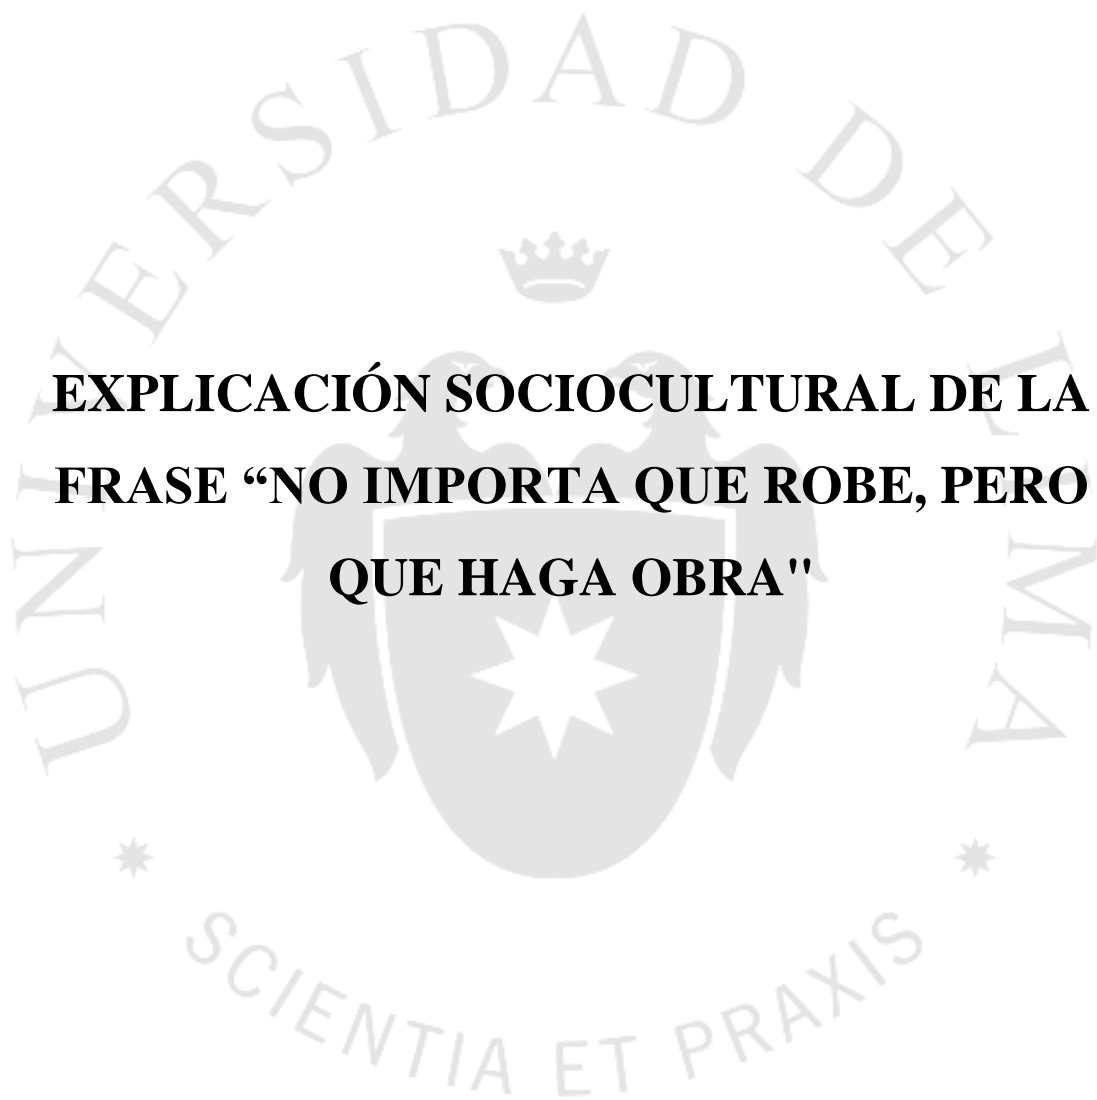 UNIVERSIDAD DE LIMA
EXPLICACIÓN SOCIOCULTURAL DE LA
FRASE “NO IMPORTA QUE ROBE, PERO
QUE HAGA OBRA"
SCIENTIA ET PRAXIS